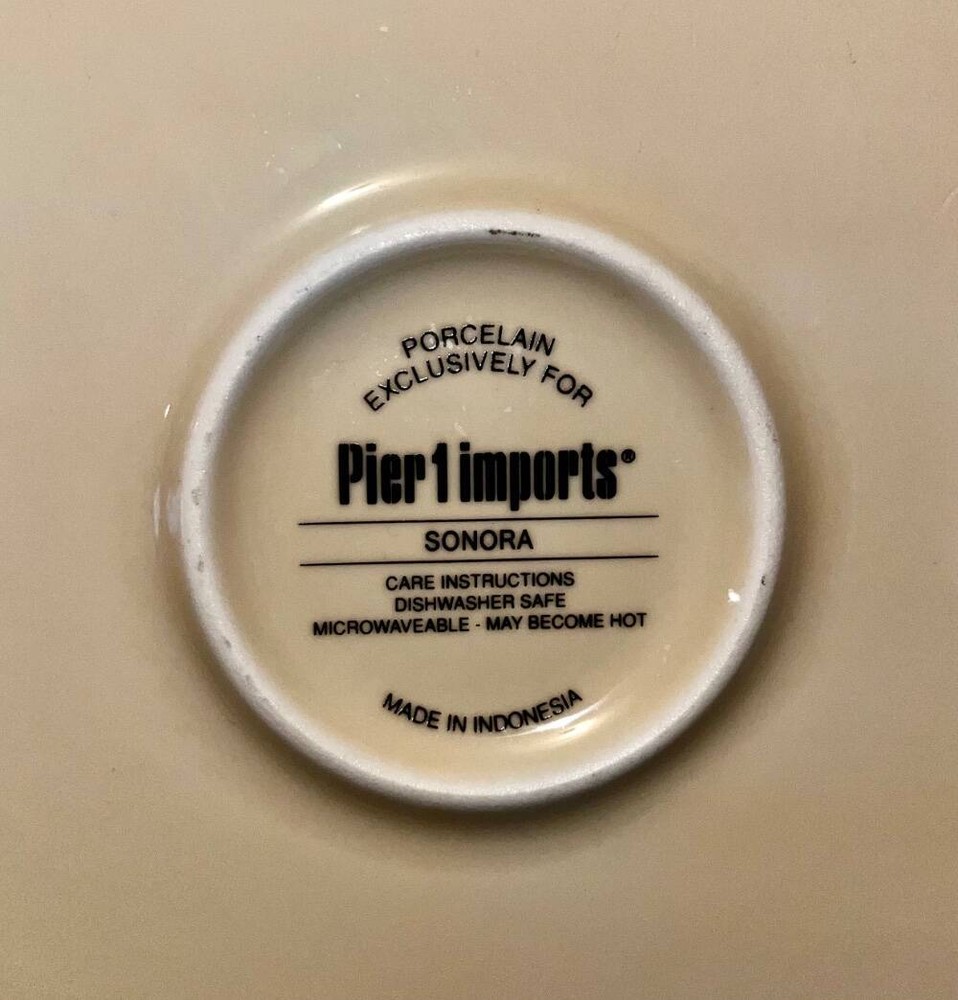 PORCELAIN
EXCLUSIVELY FOR
Pier 1 imports®
SONORA
CARE INSTRUCTIONS
DISHWASHER SAFE
MICROWAVEABLE - MAY BECOME HOT
MADE IN INDONESIA